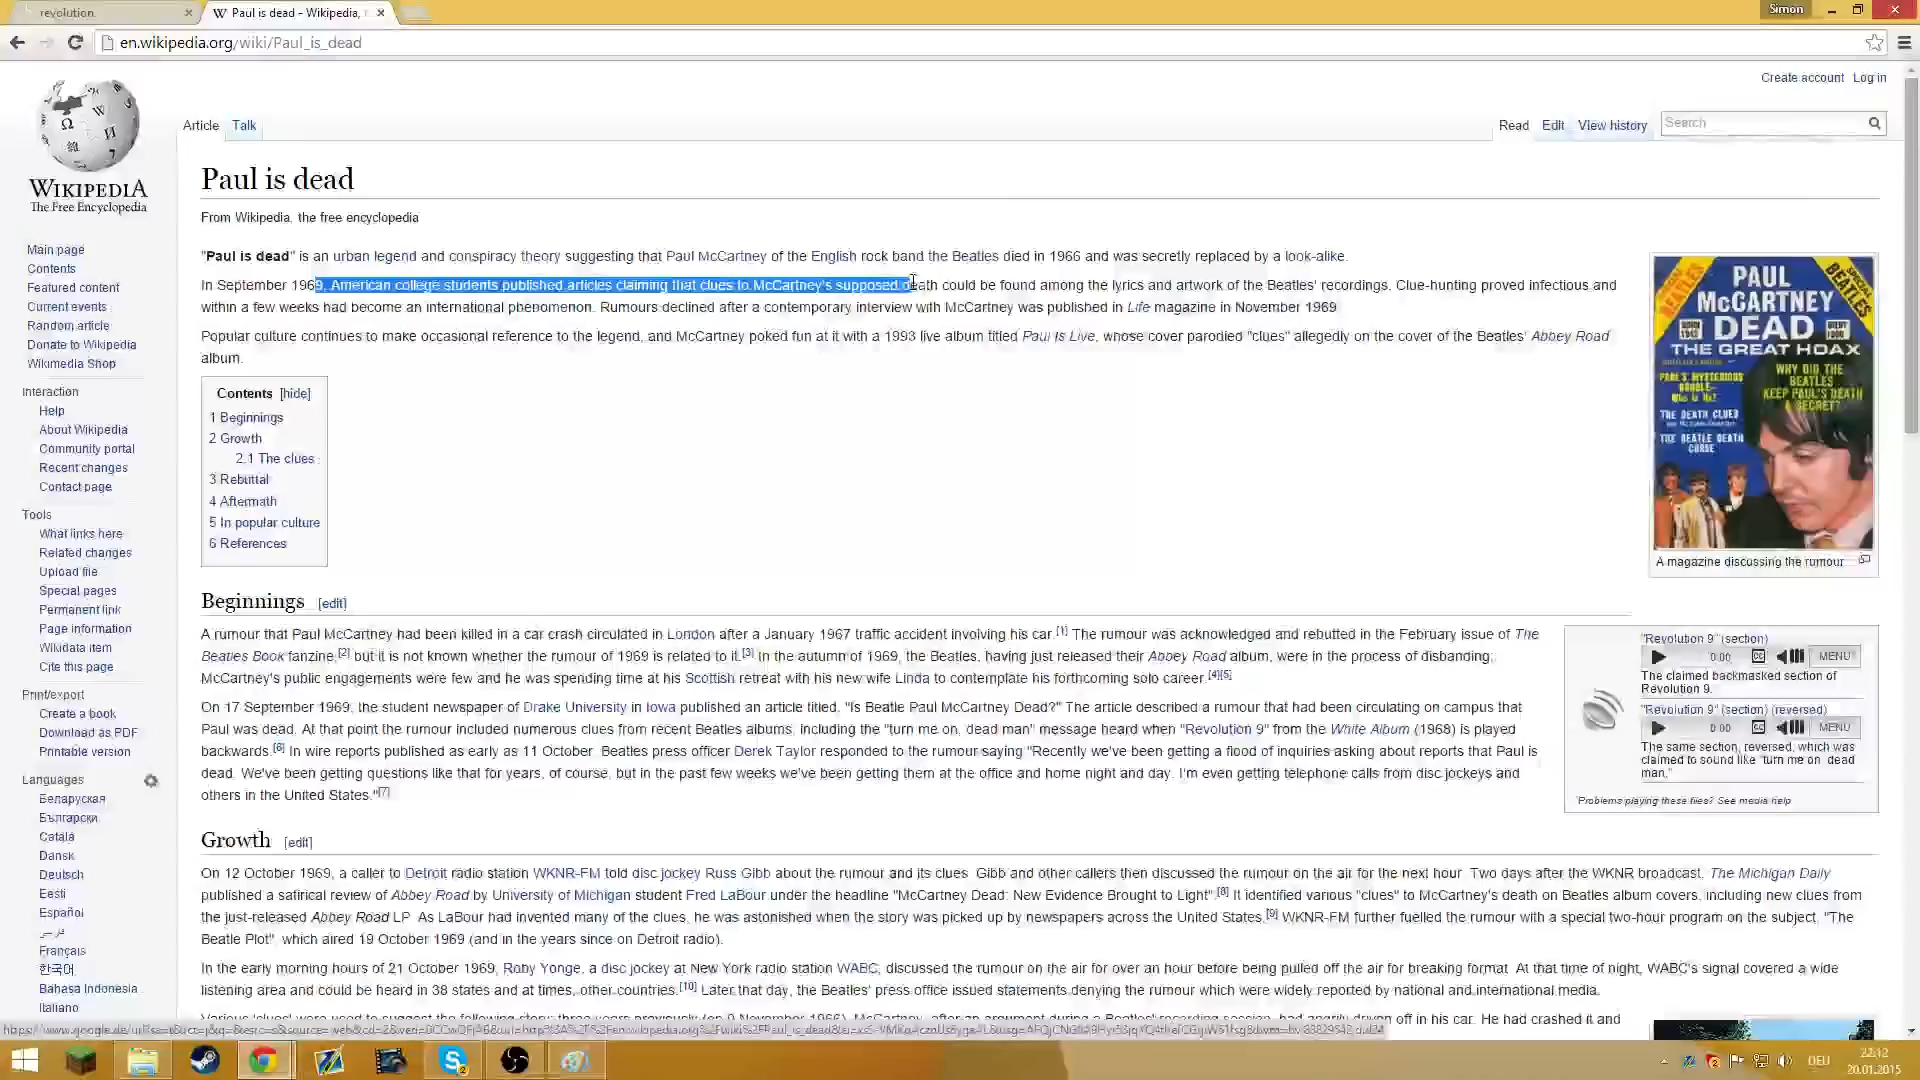 revolution
Paul is dead - Wikipedia,
Simon
en.wikipedia.org/wiki/Paul_is_dead
Create account Log in
Article Talk
Read Edit View history Search
WIKIPEDIA
The Free Encyclopedia
Main page
Contents
Featured content
Current events
Random article
Donate to Wikipedia
Wikimedia Shop
Interaction
Help
About Wikipedia
Community portal
Recent changes
Contact page
Tools
What links here
Related changes
Upload file
Special pages
Permanent link
Page information
Wikidata item
Cite this page
Print/export
Create a book
Download as PDF
Printable version
Languages
Беларуская
Български
Català
Dansk
Deutsch
Eesti
Español
فارسی
Français
한국어
Bahasa Indonesia
Italiano
Paul is dead
From Wikipedia, the free encyclopedia
"Paul is dead" is an urban legend and conspiracy theory suggesting that Paul McCartney of the English rock band the Beatles died in 1966 and was secretly replaced by a look-alike.
In September 1969, American college students published articles claiming that clues to McCartney's supposed death could be found among the lyrics and artwork of the Beatles' recordings. Clue-hunting proved infectious and
within a few weeks had become an international phenomenon. Rumours declined after a contemporary interview with McCartney was published in Life magazine in November 1969
Popular culture continues to make occasional reference to the legend, and McCartney poked fun at it with a 1993 live album titled Paul Is Live, whose cover parodied "clues" allegedly on the cover of the Beatles' Abbey Road
album.
Contents [hide]
1 Beginnings
2 Growth
2.1 The clues
3 Rebuttal
4 Aftermath
5 In popular culture
6 References
PAUL
McCARTNEY
DEAD
THE GREAT HOAX
SPECIAL
BEATLES
PAUL'S MYSTERIOUS
DOUBLE-
WHO IS HE?
THE DEATH CLUES
THE BEATLE DEATH
CURSE
WHY DID THE
BEATLES
KEEP PAUL'S DEATH
A SECRET?
A magazine discussing the rumour
Beginnings [edit]
A rumour that Paul McCartney had been killed in a car crash circulated in London after a January 1967 traffic accident involving his car.[1] The rumour was acknowledged and rebutted in the February issue of The
Beatles Book fanzine,[2] but it is not known whether the rumour of 1969 is related to it.[3] In the autumn of 1969, the Beatles, having just released their Abbey Road album, were in the process of disbanding;
McCartney's public engagements were few and he was spending time at his Scottish retreat with his new wife Linda to contemplate his forthcoming solo career.[4][5]
On 17 September 1969, the student newspaper of Drake University in Iowa published an article titled, "Is Beatle Paul McCartney Dead?" The article described a rumour that had been circulating on campus that
Paul was dead. At that point the rumour included numerous clues from recent Beatles albums, including the "turn me on, dead man" message heard when "Revolution 9" from the White Album (1968) is played
backwards.[6] In wire reports published as early as 11 October, Beatles press officer Derek Taylor responded to the rumour saying "Recently we've been getting a flood of inquiries asking about reports that Paul is
dead. We've been getting questions like that for years, of course, but in the past few weeks we've been getting them at the office and home night and day. I'm even getting telephone calls from disc jockeys and
others in the United States."[7]
"Revolution 9" (section)
0:00 MENU
The claimed backmasked section of
Revolution 9.
"Revolution 9" (section) (reversed)
0:00 MENU
The same section, reversed, which was
claimed to sound like "turn me on dead
man,"
Problems playing these files? See media help
Growth [edit]
On 12 October 1969, a caller to Detroit radio station WKNR-FM told disc jockey Russ Gibb about the rumour and its clues Gibb and other callers then discussed the rumour on the air for the next hour Two days after the WKNR broadcast, The Michigan Daily
published a satirical review of Abbey Road by University of Michigan student Fred LaBour under the headline "McCartney Dead: New Evidence Brought to Light".[8] It identified various "clues" to McCartney's death on Beatles album covers, including new clues from
the just-released Abbey Road LP As LaBour had invented many of the clues, he was astonished when the story was picked up by newspapers across the United States.[9] WKNR-FM further fuelled the rumour with a special two-hour program on the subject, "The
Beatle Plot", which aired 19 October 1969 (and in the years since on Detroit radio).
In the early morning hours of 21 October 1969, Roby Yonge, a disc jockey at New York radio station WABC, discussed the rumour on the air for over an hour before being pulled off the air for breaking format At that time of night, WABC's signal covered a wide
listening area and could be heard in 38 states and at times, other countries.[10] Later that day, the Beatles' press office issued statements denying the rumour which were widely reported by national and international media.
off in his car. He had crashed it and
DEU
22:12
20.01.2015